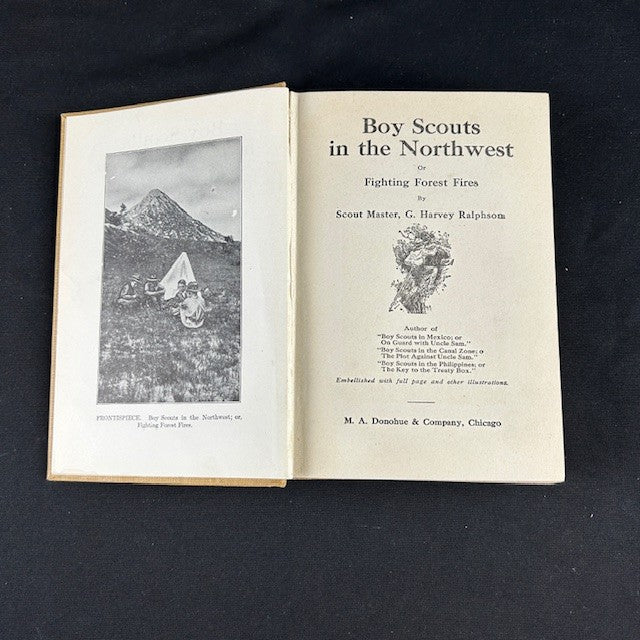 FRONTISPIECE. Boy Scouts in the Northwest; or,
Fighting Forest Fires.
Boy Scouts
in the Northwest
Or
Fighting Forest Fires
By
Scout Master, G. Harvey Ralphsom
Author of
"Boy Scouts in Mexico; or
On Guard with Uncle Sam."
"Boy Scouts in the Canal Zone; o
The Plot Against Uncle Sam."
"Boy Scouts in the Philippines; or
The Key to the Treaty Box."
Embellished with full page and other illustrations.
M. A. Donohue & Company, Chicago